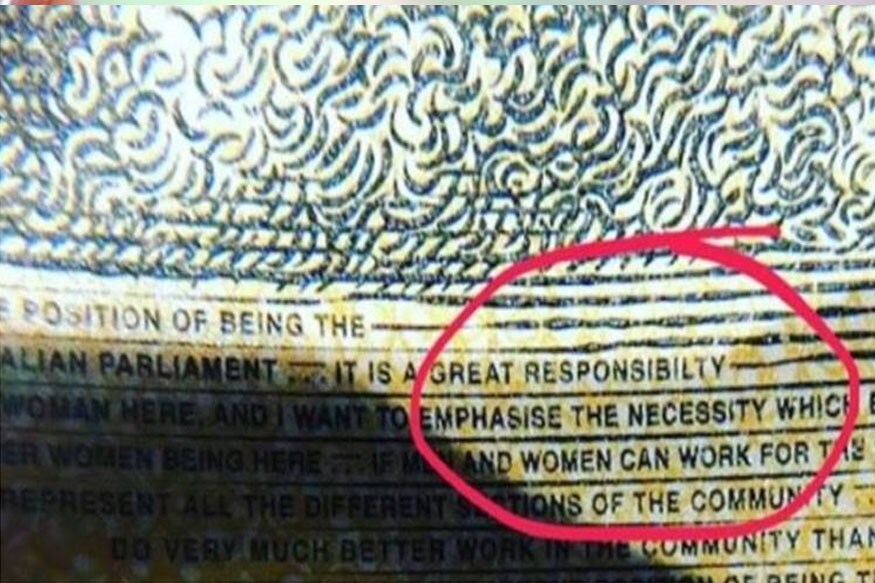 POSITION OF BEING THE
ALIAN PARLIAMENT ... IT IS A GREAT RESPONSIBILTY
WOMAN HERE, AND I WANT TO EMPHASISE THE NECESSITY WHICH
ER WOMEN BEING HERE ... IF MEN AND WOMEN CAN WORK FOR THE
REPRESENT ALL THE DIFFERENT SECTIONS OF THE COMMUNITY
DO VERY MUCH BETTER WORK IN THE COMMUNITY THAN
OF BEING